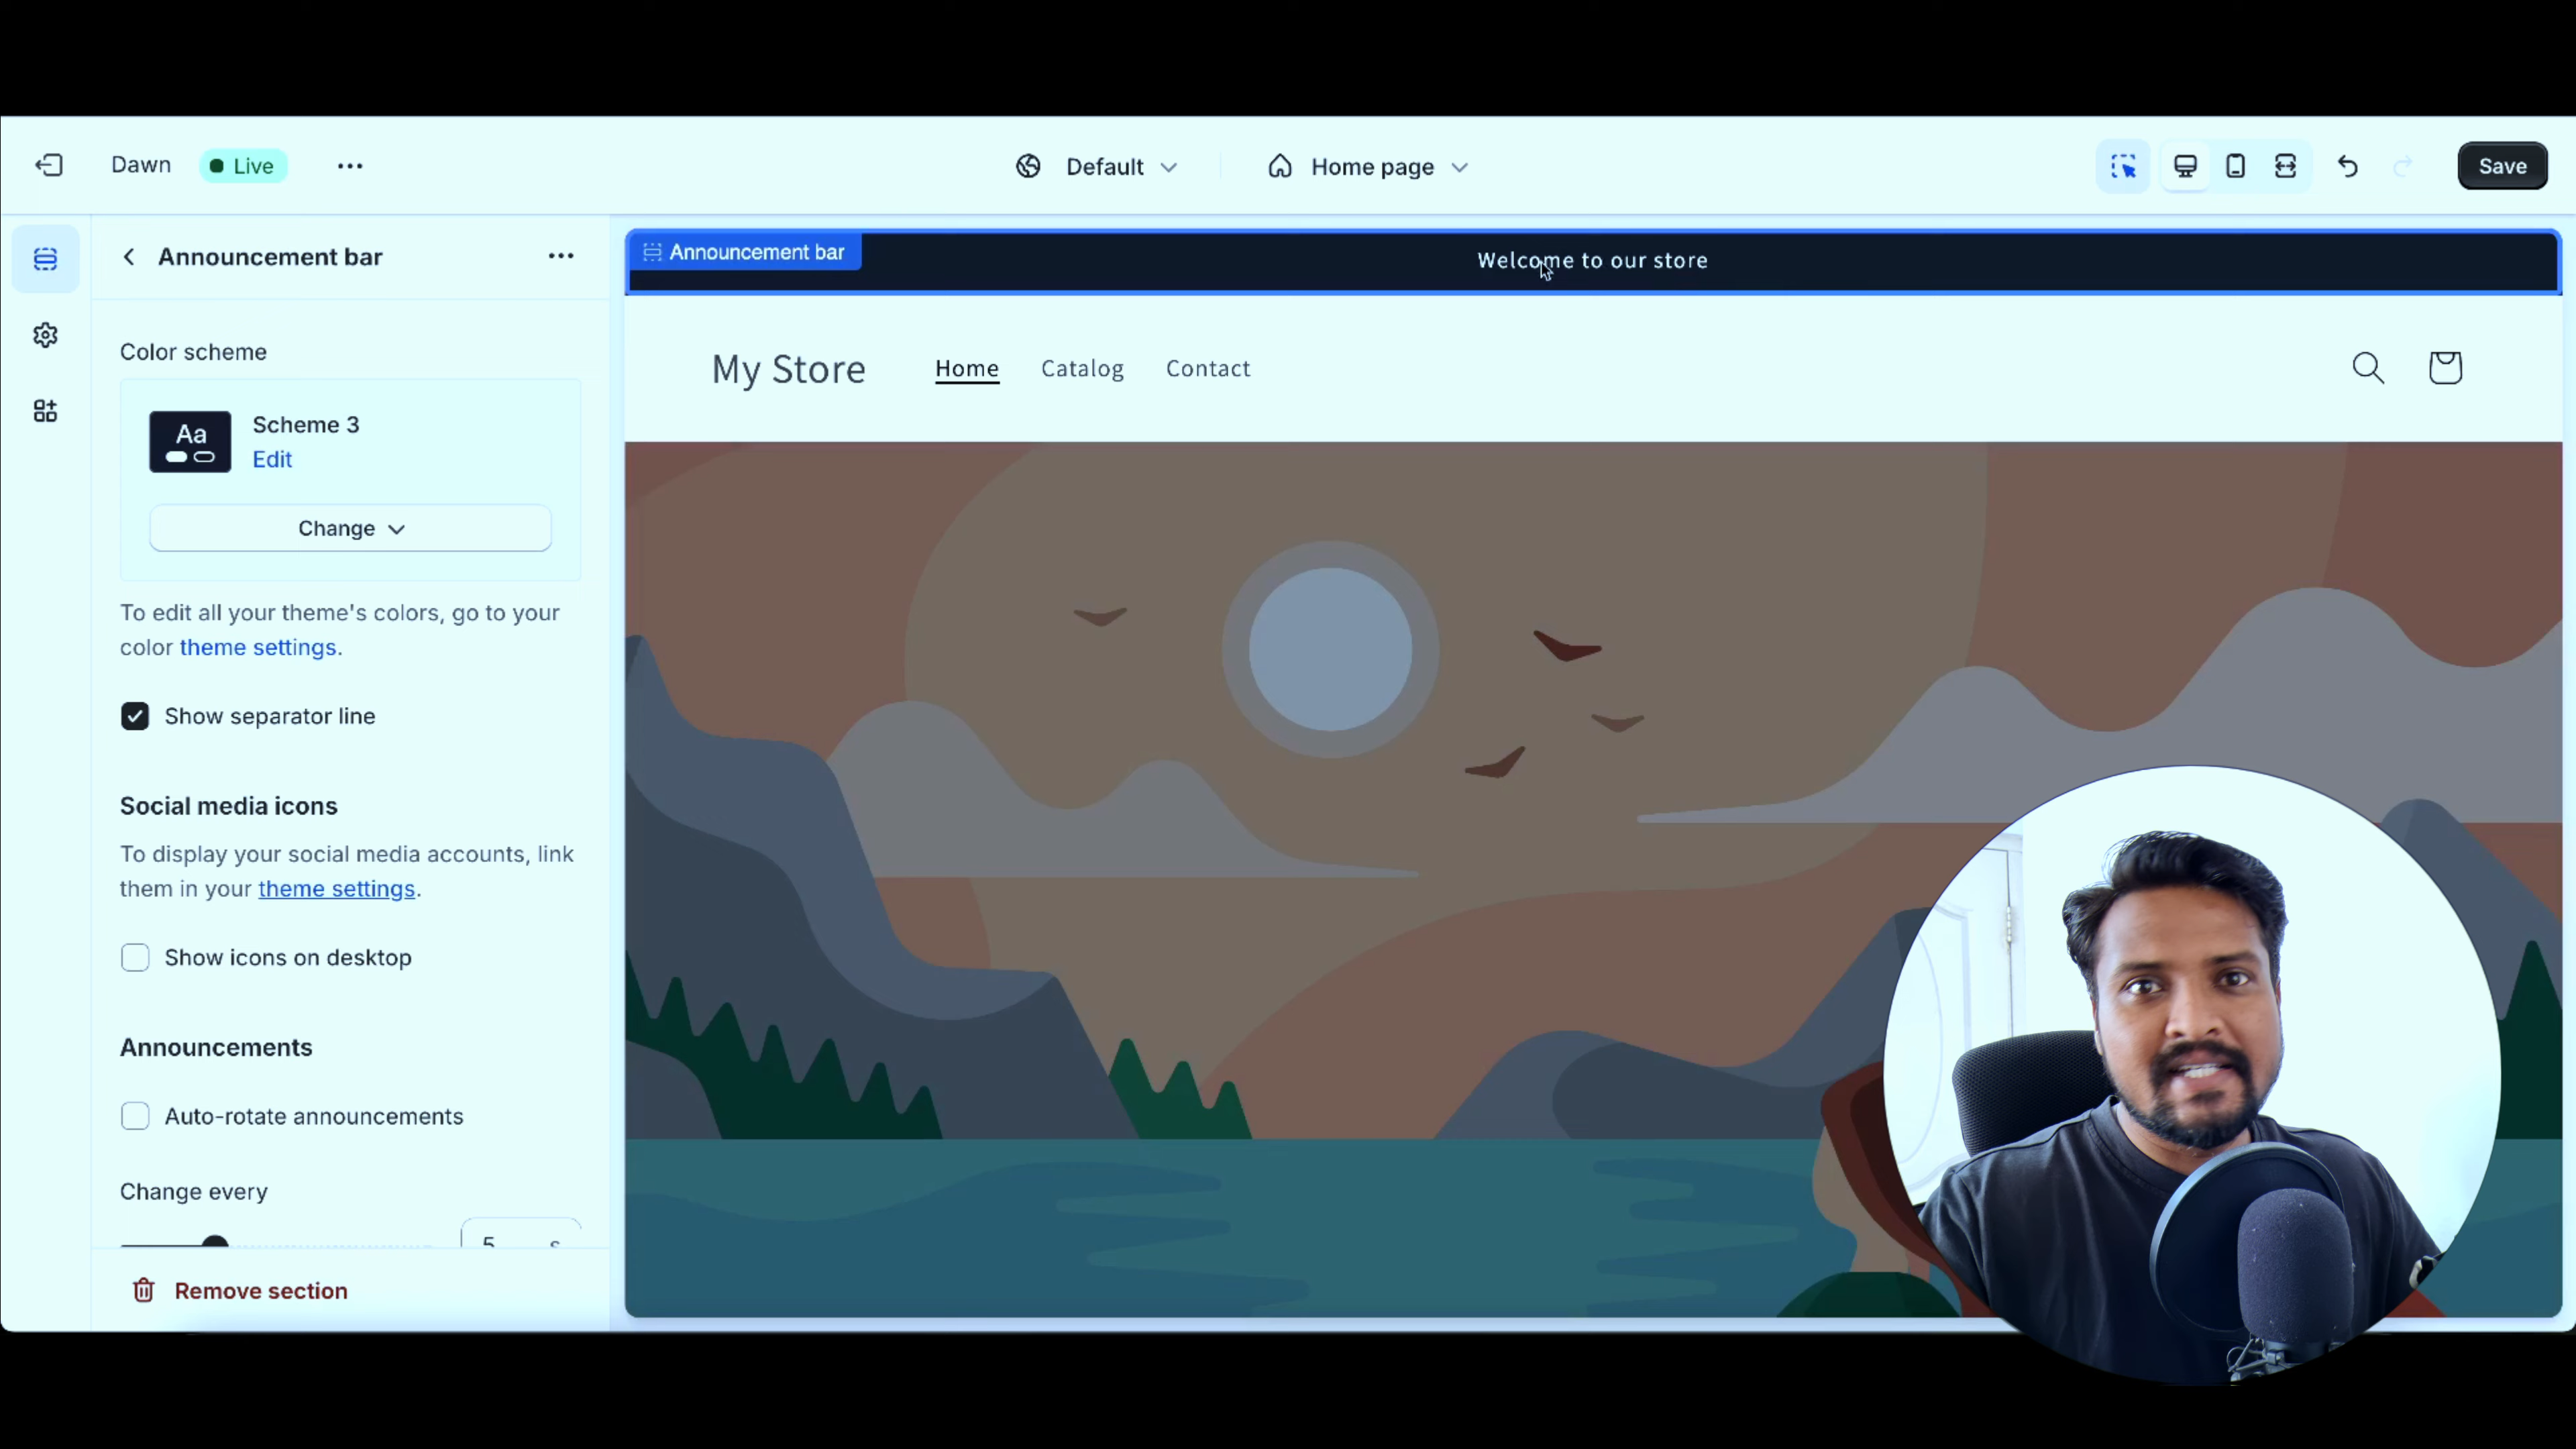 Dawn
Live
Default
Home page
Save
Announcement bar
Color scheme
Aa
Scheme 3
Edit
Change
To edit all your theme's colors, go to your
color theme settings.
Show separator line
Social media icons
To display your social media accounts, link
them in your theme settings.
Show icons on desktop
Announcements
Auto-rotate announcements
Change every
5 s
Remove section
Announcement bar
Welcome to our store
My Store
Home
Catalog
Contact